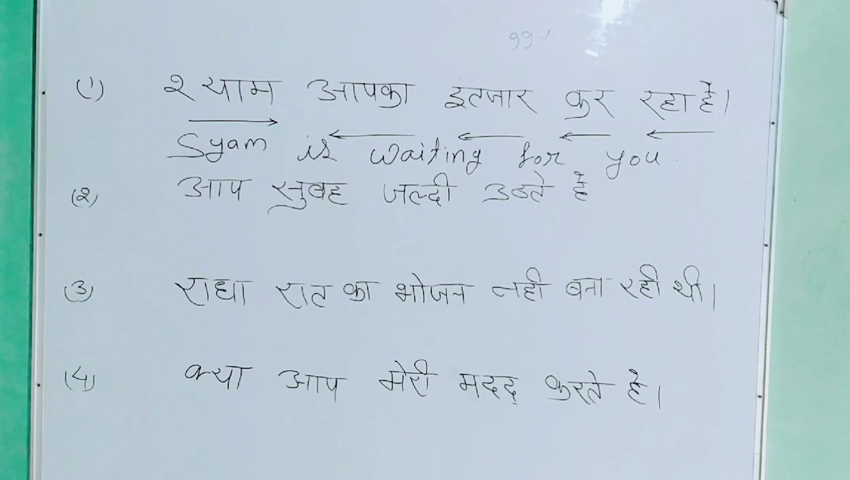 99.1
(1) श्याम आपका इंतजार कर रहा है।
Syam is waiting for you.
(2) आप सुबह जल्दी उठते है
(3) राधा रात का भोजन नही बना रही थी।
(4) क्या आप मेरी मदद करते है।